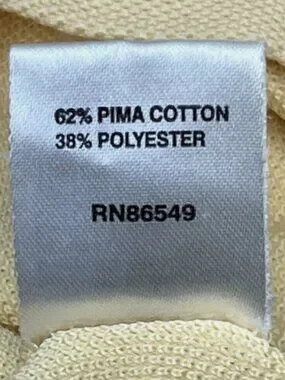 62% PIMA COTTON
38% POLYESTER
RN86549